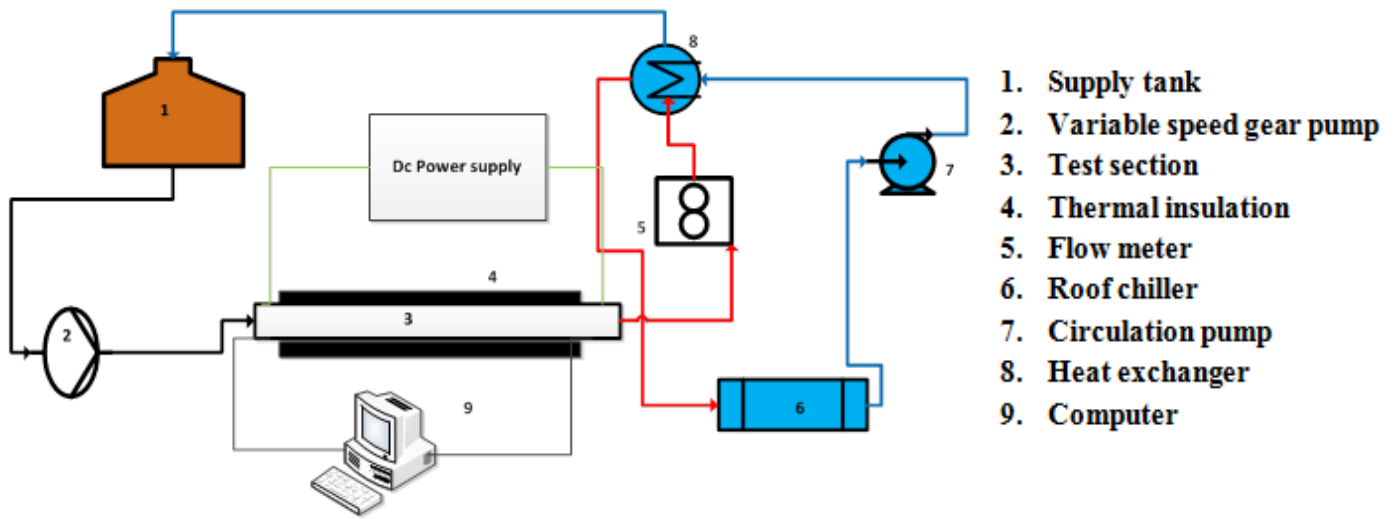 1
8
Dc Power supply
7
5
4
3
2
6
9
1. Supply tank
2. Variable speed gear pump
3. Test section
4. Thermal insulation
5. Flow meter
6. Roof chiller
7. Circulation pump
8. Heat exchanger
9. Computer